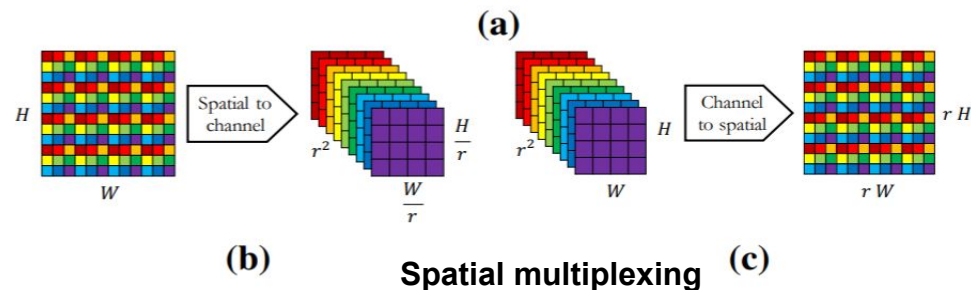 (a)
H
W
Spatial to
channel
r²
H
r
W
r
r²
H
W
Channel
to spatial
r H
r W
(b)
(c)
Spatial multiplexing